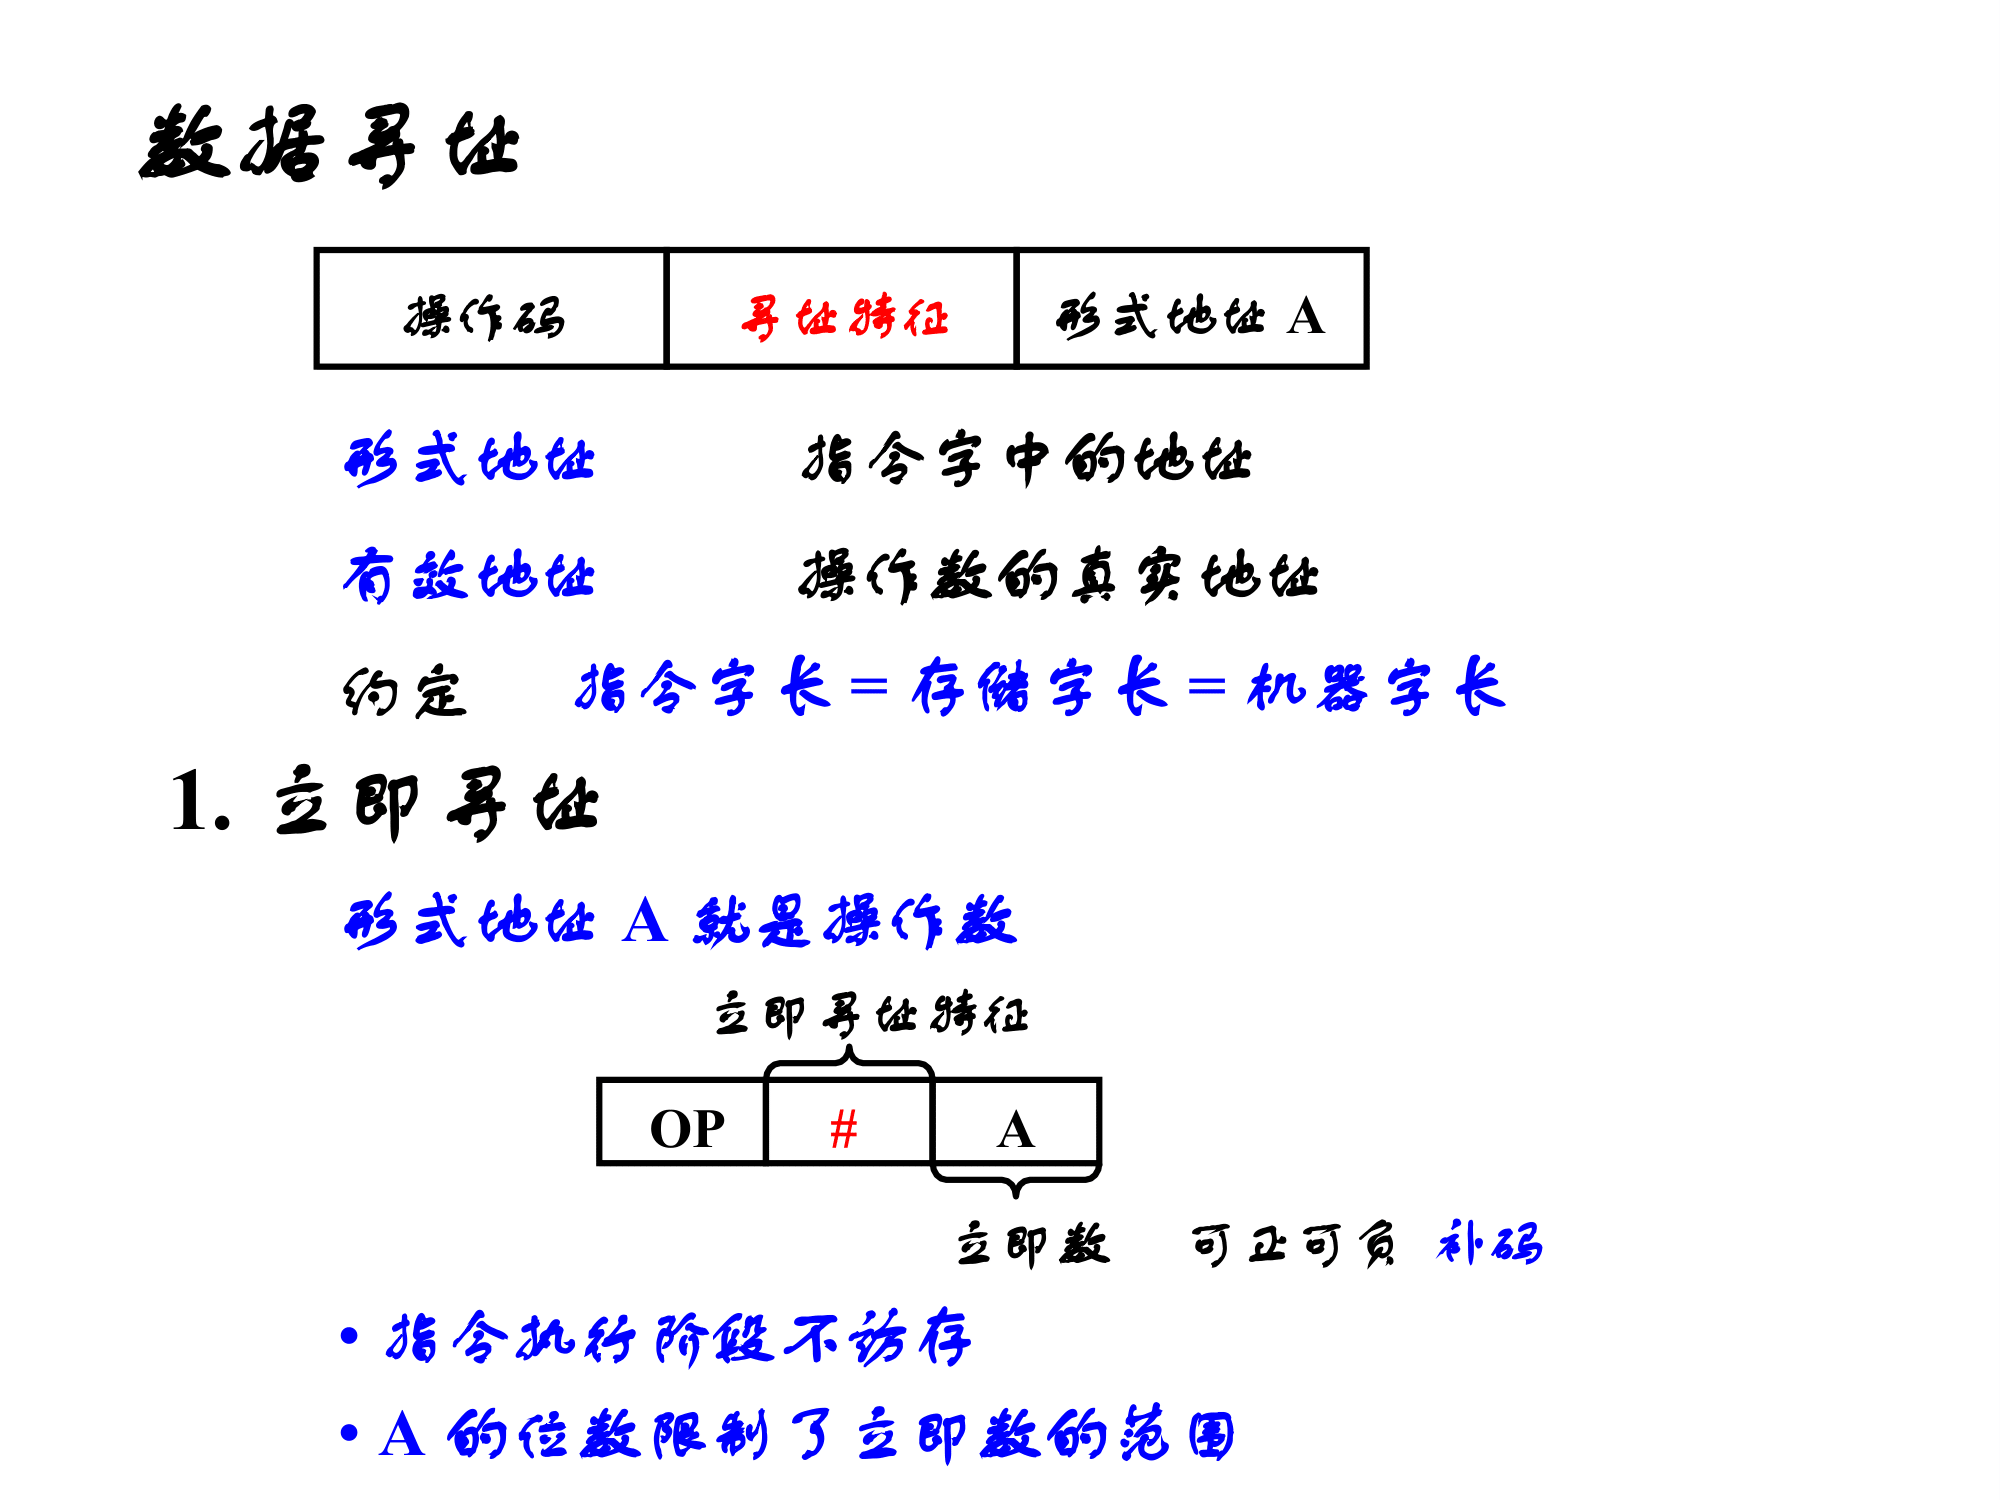 数据寻址
操作码 寻址特征 形式地址 A
形式地址 指令字中的地址
有效地址 操作数的真实地址
约定 指令字长 = 存储字长 = 机器字长
1. 立即寻址
形式地址 A 就是操作数
立即寻址特征
OP # A
立即数 可正可负 补码
• 指令执行阶段不访存
• A 的位数限制了立即数的范围